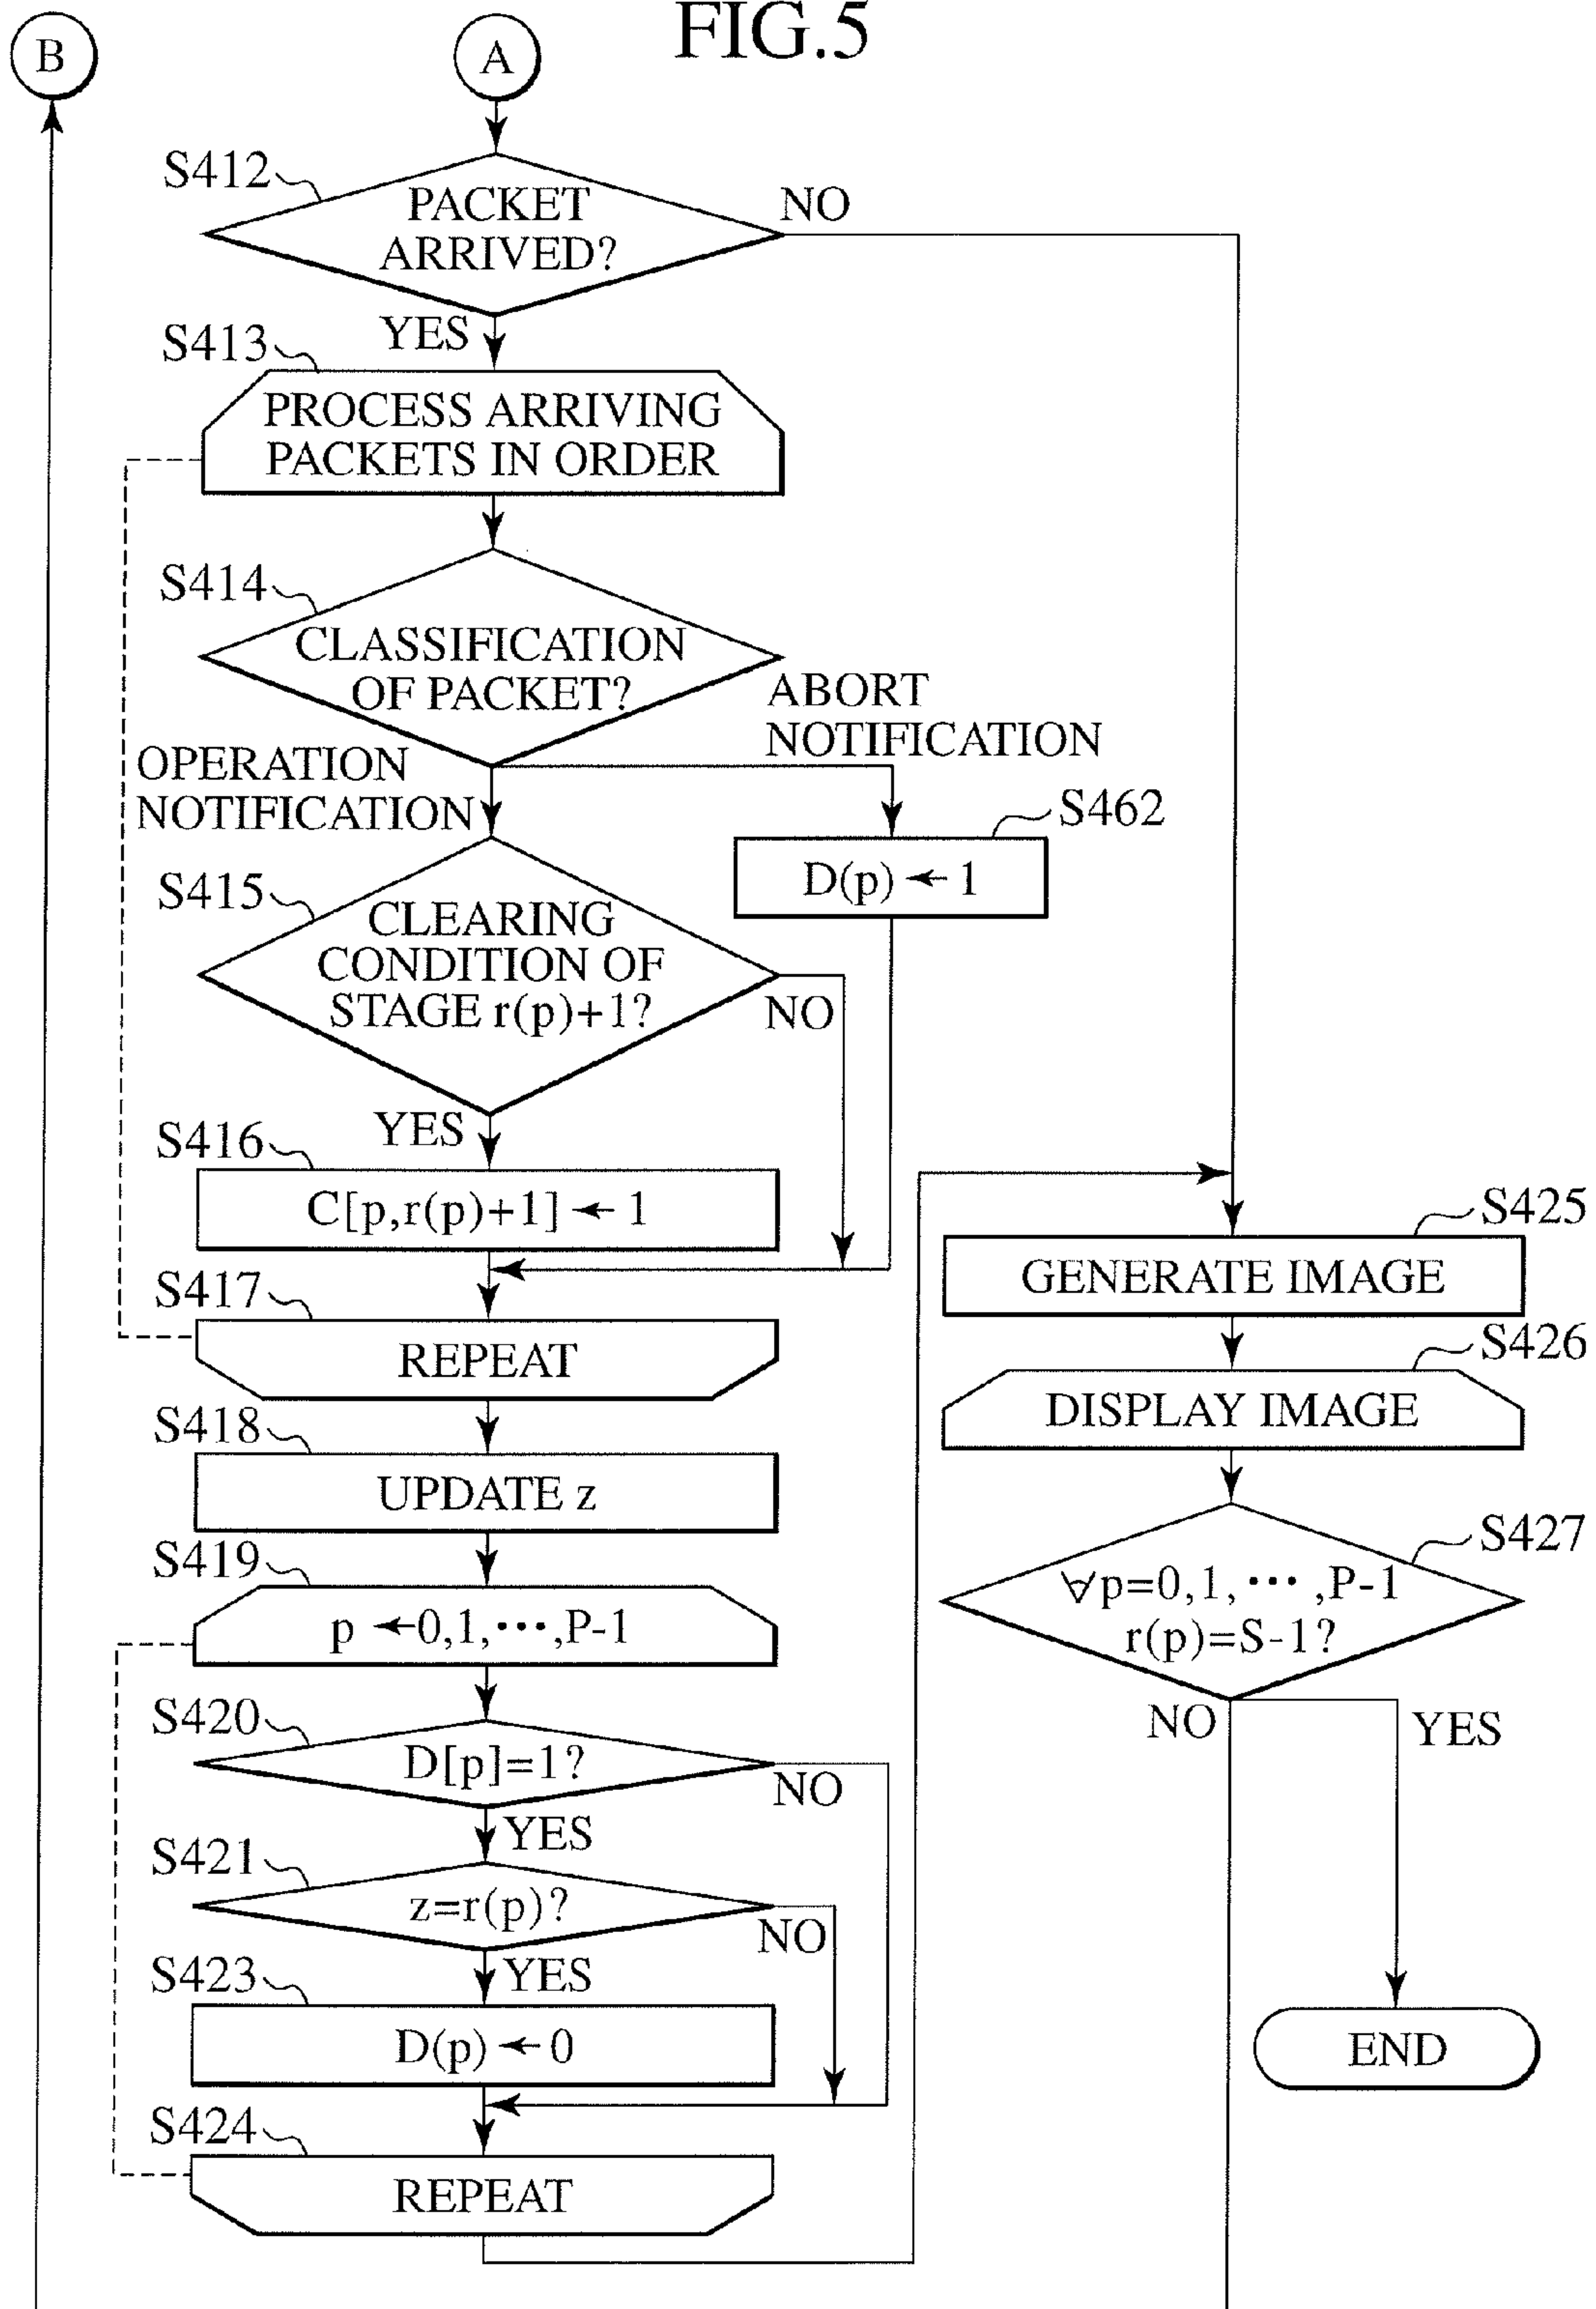 FIG.5
B
A
S412
PACKET
ARRIVED?
NO
YES
S413
PROCESS ARRIVING
PACKETS IN ORDER
S414
CLASSIFICATION
OF PACKET?
ABORT
NOTIFICATION
OPERATION
NOTIFICATION
S462
D(p) ← 1
S415
CLEARING
CONDITION OF
STAGE r(p)+1?
NO
YES
S416
C[p,r(p)+1] ← 1
S417
REPEAT
S418
UPDATE z
S419
p ←0,1,⋯,P-1
S420
D[p]=1?
NO
YES
S421
z=r(p)?
NO
YES
S423
D(p) ← 0
S424
REPEAT
S425
GENERATE IMAGE
S426
DISPLAY IMAGE
S427
∀p=0,1,⋯,P-1
r(p)=S-1?
NO
YES
END